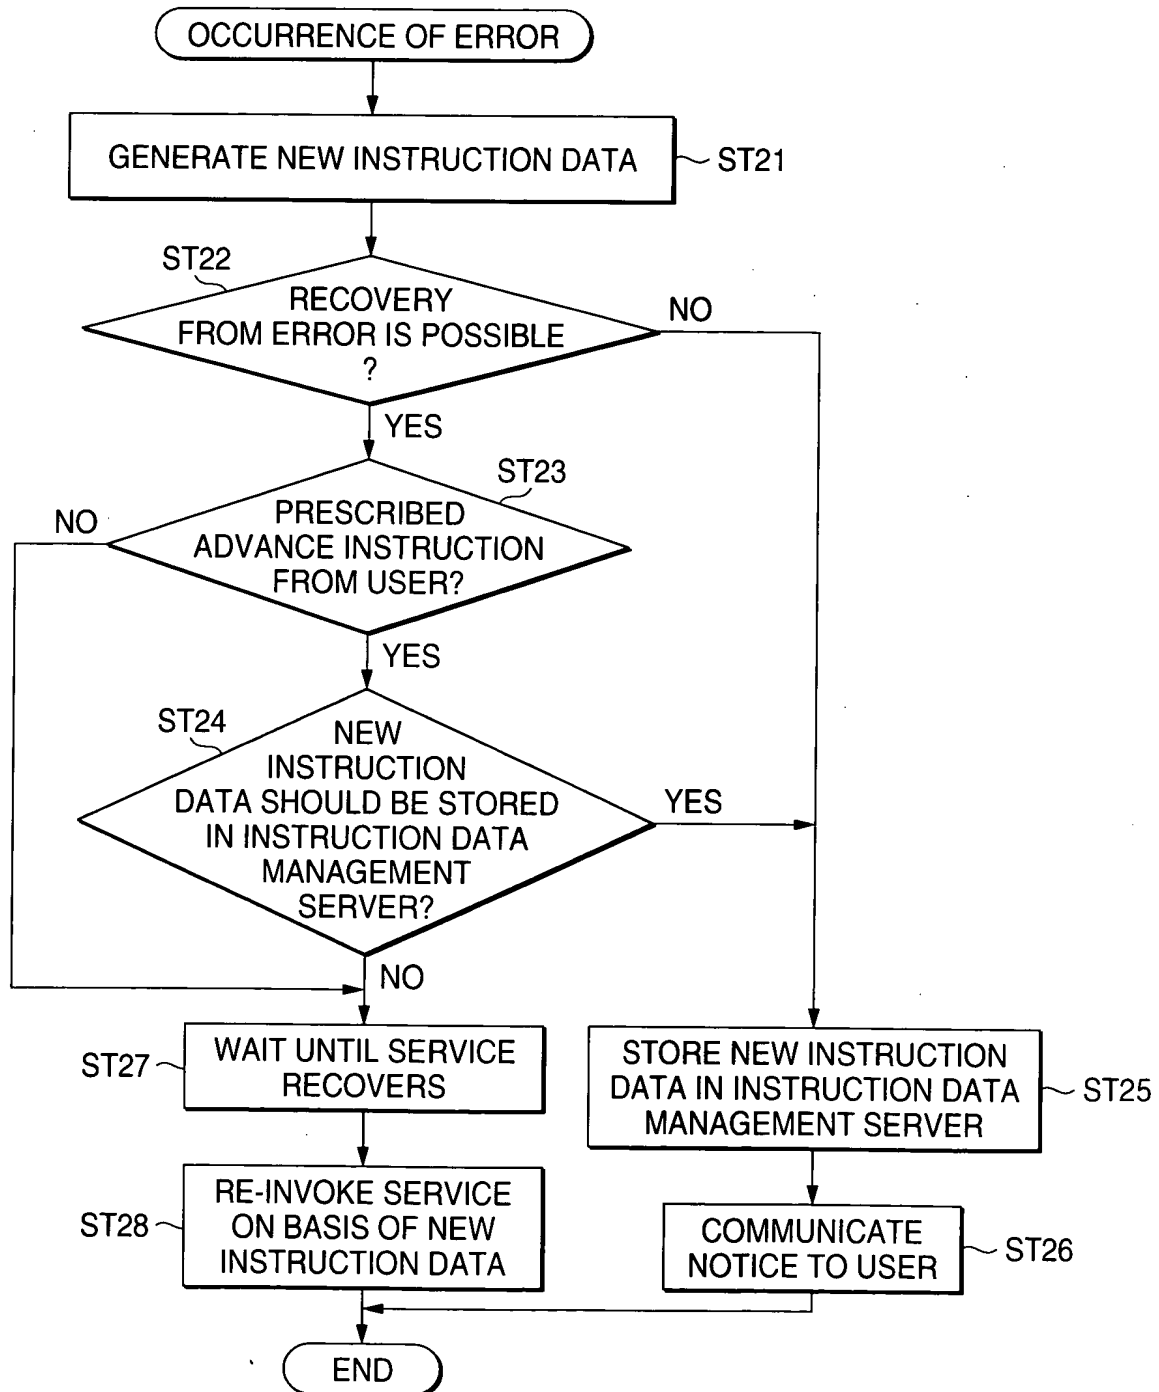 OCCURRENCE OF ERROR
GENERATE NEW INSTRUCTION DATA
ST21
ST22
RECOVERY
FROM ERROR IS POSSIBLE
?
NO
YES
ST23
PRESCRIBED
ADVANCE INSTRUCTION
FROM USER?
NO
YES
ST24
NEW
INSTRUCTION
DATA SHOULD BE STORED
IN INSTRUCTION DATA
MANAGEMENT
SERVER?
YES
NO
ST27
WAIT UNTIL SERVICE
RECOVERS
STORE NEW INSTRUCTION
DATA IN INSTRUCTION DATA
MANAGEMENT SERVER
ST25
ST28
RE-INVOKE SERVICE
ON BASIS OF NEW
INSTRUCTION DATA
COMMUNICATE
NOTICE TO USER
ST26
END